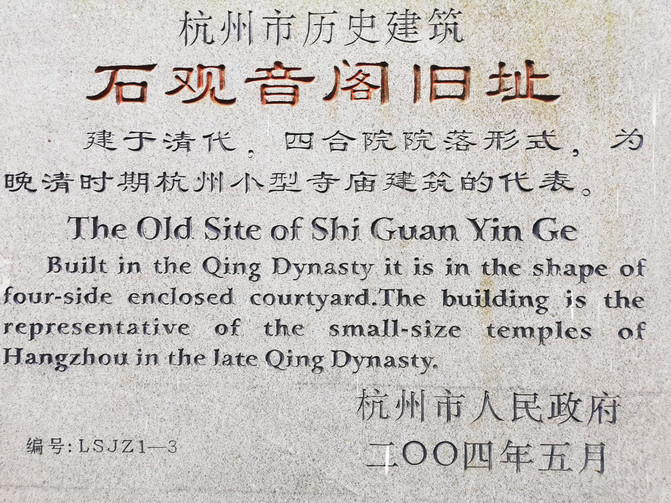 杭州市历史建筑
石观音阁旧址
建于清代，四合院院落形式，为
晚清时期杭州小型寺庙建筑的代表。
The Old Site of Shi Guan Yin Ge
Built in the Qing Dynasty it is in the shape of
four-side enclosed courtyard.The building is the
representative of the small-size temples of
Hangzhou in the late Qing Dynasty.
杭州市人民政府
编号:LSJZ1—3
二〇〇四年五月